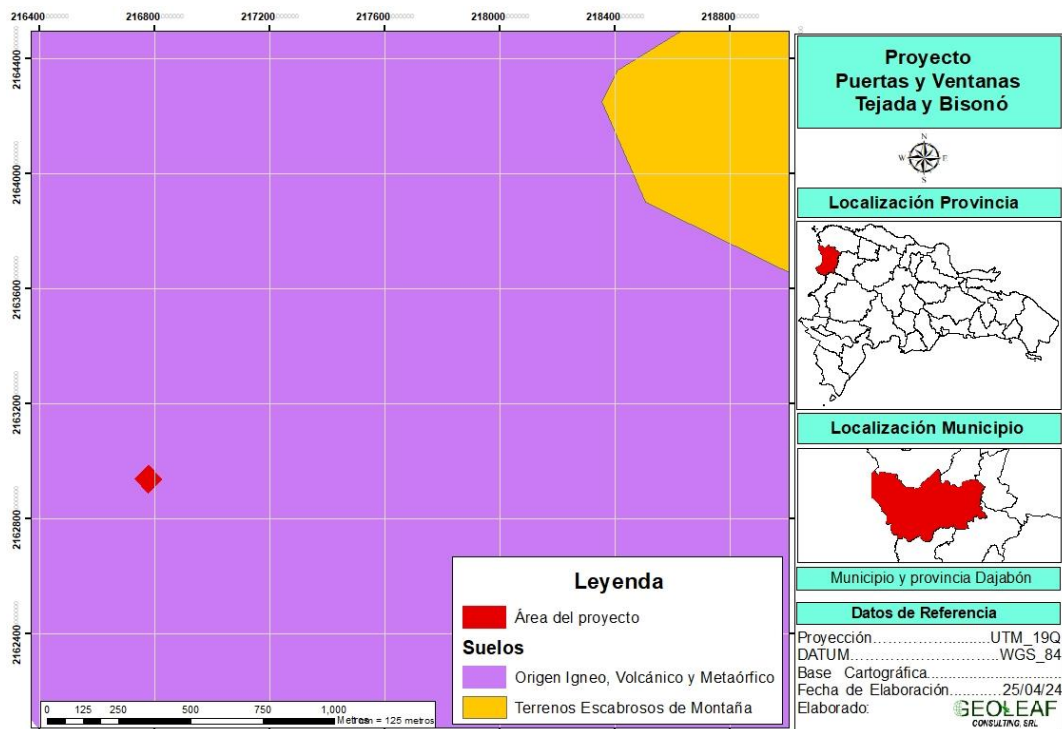 216400 216800 217200 217600 218000 218400 218800
2164400
2164000
2163600
2163200
2162800
2162400
Proyecto
Puertas y Ventanas
Tejada y Bisonó
N
W E
S
Localización Provincia
Localización Municipio
Municipio y provincia Dajabón
Datos de Referencia
Proyección......................UTM_19Q
DATUM............................WGS_84
Base Cartográfica....................
Fecha de Elaboración..........25/04/24
Elaborado: GEOLEAF
CONSULTING, SRL
Leyenda
Área del proyecto
Suelos
Origen Igneo, Volcánico y Metaórfico
Terrenos Escabrosos de Montaña
0 125 250 500 750 1,000
Metros = 125 metros